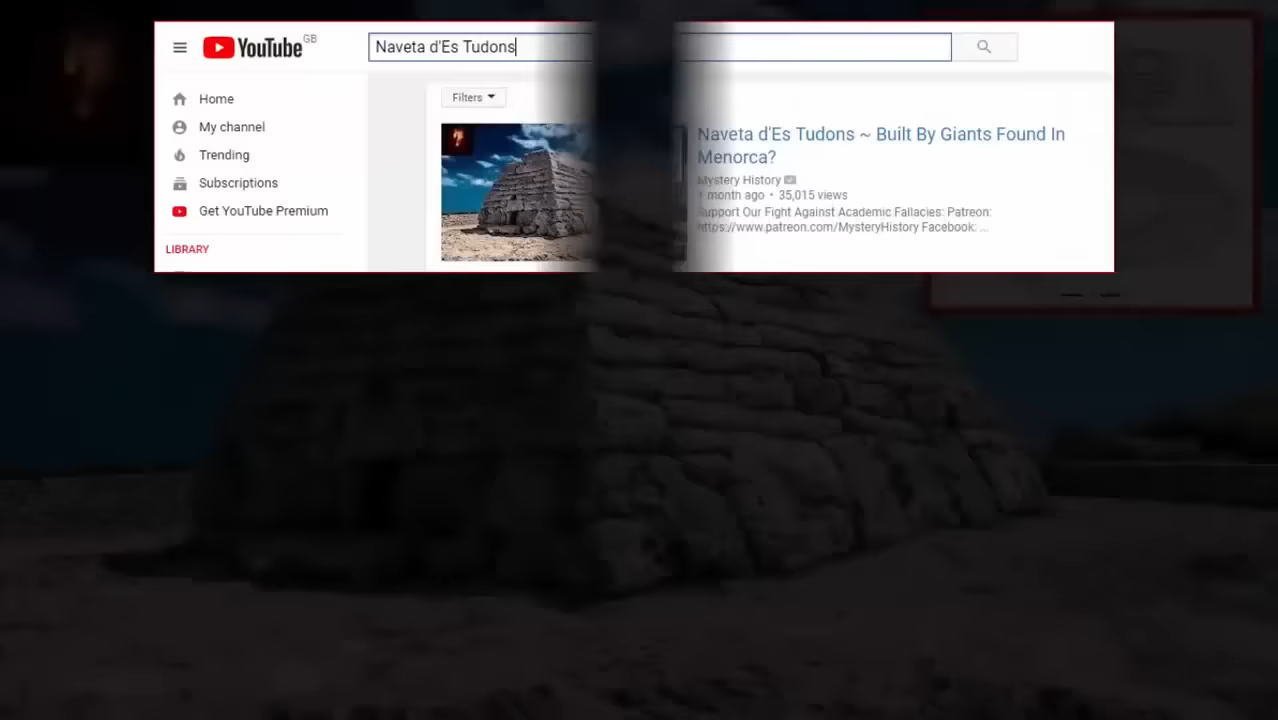 YouTube GB
Naveta d'Es Tudons
Home
My channel
Trending
Subscriptions
Get YouTube Premium
LIBRARY
Filters
Naveta d'Es Tudons ~ Built By Giants Found In
Menorca?
Mystery History
1 month ago • 35,015 views
Support Our Fight Against Academic Fallacies: Patreon:
https://www.patreon.com/MysteryHistory Facebook: ...